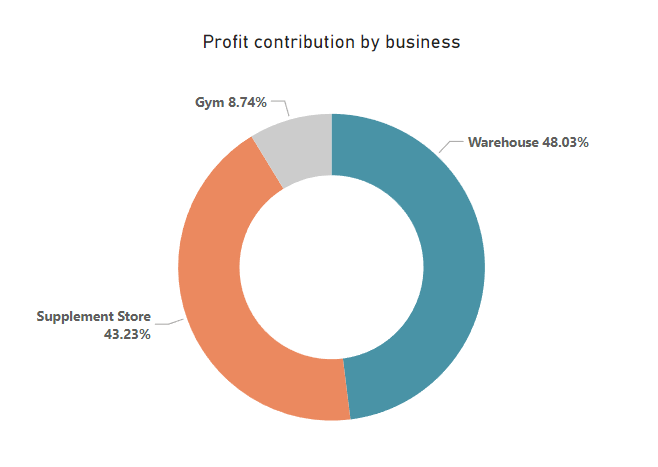 Profit contribution by business
Gym 8.74%
Warehouse 48.03%
Supplement Store
43.23%